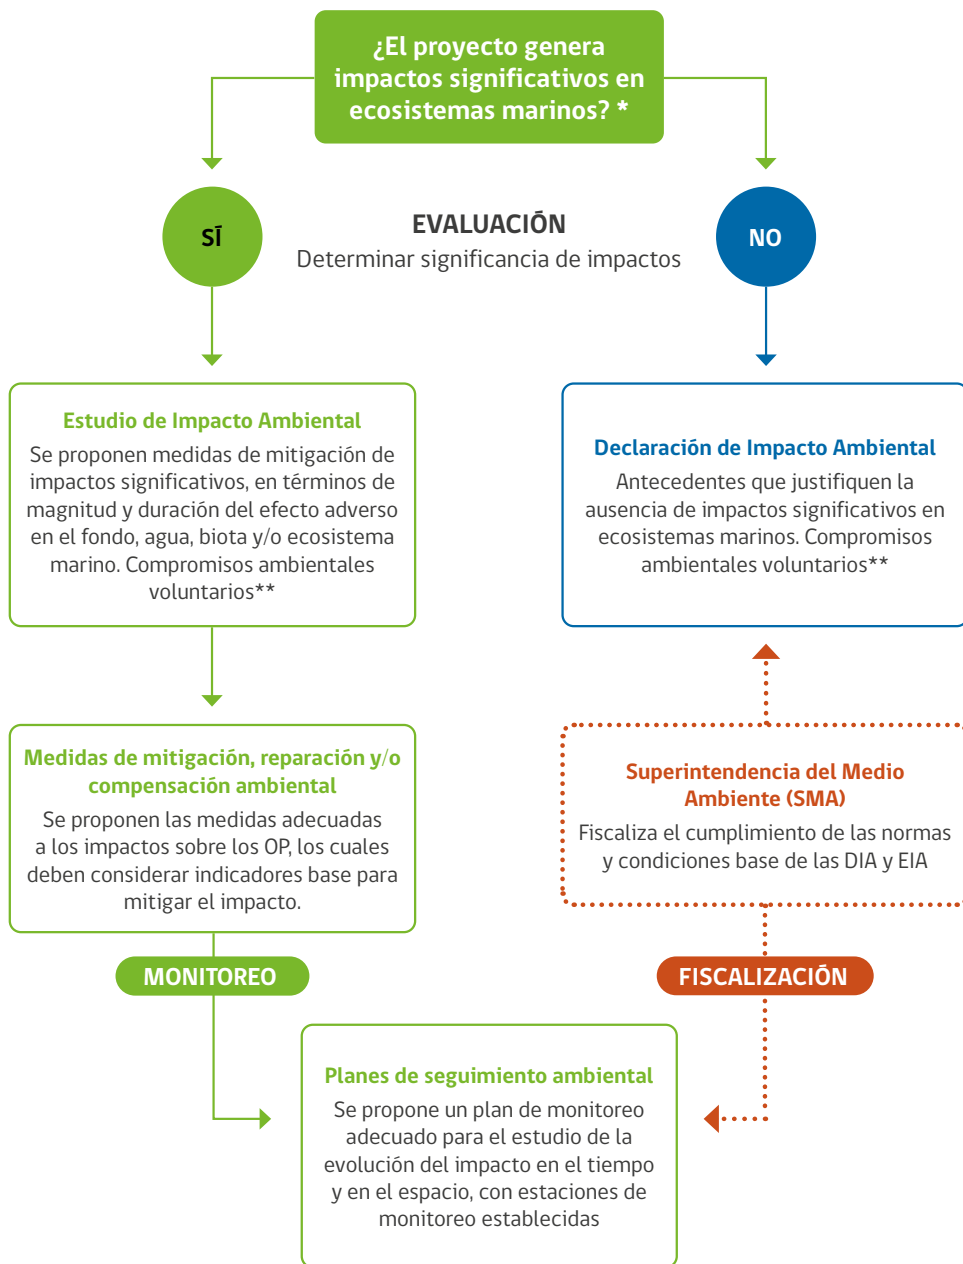 ¿El proyecto genera
impactos significativos en
ecosistemas marinos? *
SÍ
EVALUACIÓN
Determinar significancia de impactos
NO
Estudio de Impacto Ambiental
Se proponen medidas de mitigación de
impactos significativos, en términos de
magnitud y duración del efecto adverso
en el fondo, agua, biota y/o ecosistema
marino. Compromisos ambientales
voluntarios**
Declaración de Impacto Ambiental
Antecedentes que justifiquen la
ausencia de impactos significativos en
ecosistemas marinos. Compromisos
ambientales voluntarios**
Medidas de mitigación, reparación y/o
compensación ambiental
Se proponen las medidas adecuadas
a los impactos sobre los OP, los cuales
deben considerar indicadores base para
mitigar el impacto.
Superintendencia del Medio
Ambiente (SMA)
Fiscaliza el cumplimiento de las normas
y condiciones base de las DIA y EIA
MONITOREO
FISCALIZACIÓN
Planes de seguimiento ambiental
Se propone un plan de monitoreo
adecuado para el estudio de la
evolución del impacto en el tiempo
y en el espacio, con estaciones de
monitoreo establecidas